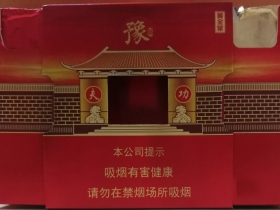 豫
天 功
本公司提示
吸烟有害健康
请勿在禁烟场所吸烟